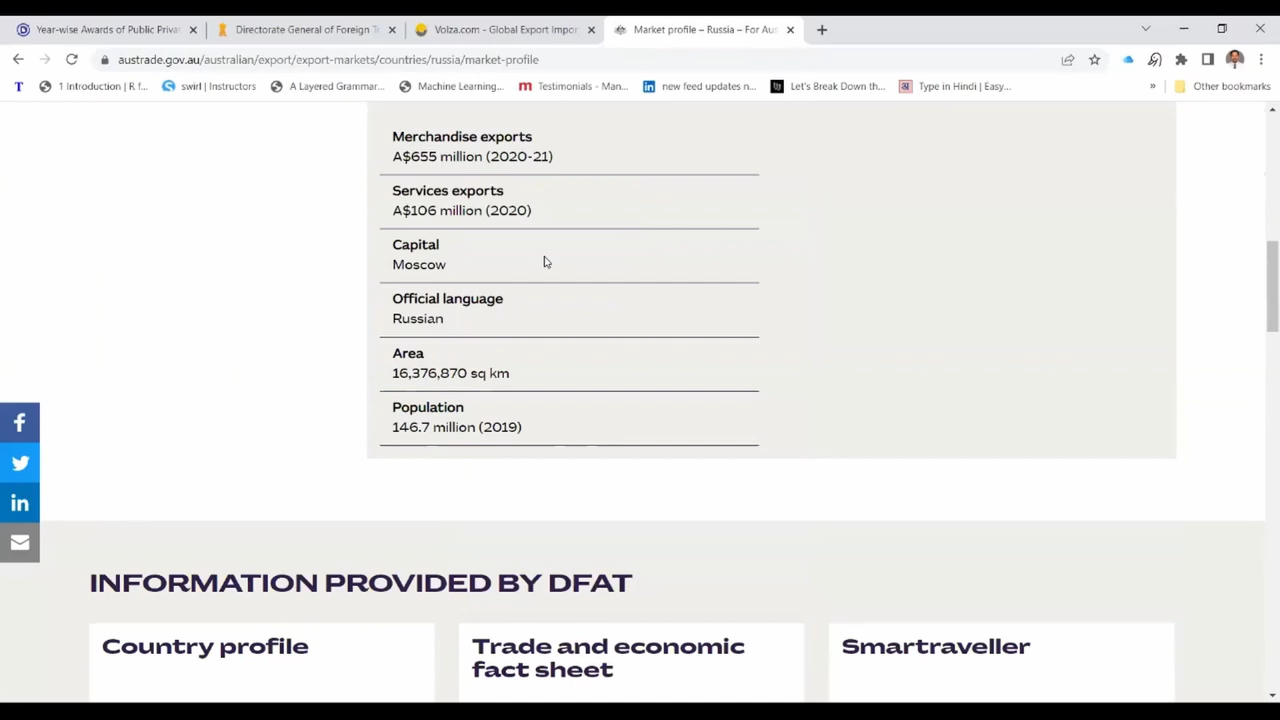 Year-wise Awards of Public Priva
Directorate General of Foreign T
Volza.com - Global Export Impor
Market profile – Russia – For Aus
austrade.gov.au/australian/export/export-markets/countries/russia/market-profile
1 Introduction | R f...
swirl | Instructors
A Layered Grammar...
Machine Learning,...
Testimonials - Man...
new feed updates n...
Let's Break Down th...
Type in Hindi | Easy...
»
Other bookmarks
Merchandise exports
A$655 million (2020-21)
Services exports
A$106 million (2020)
Capital
Moscow
Official language
Russian
Area
16,376,870 sq km
Population
146.7 million (2019)
INFORMATION PROVIDED BY DFAT
Country profile
Trade and economic
fact sheet
Smartraveller